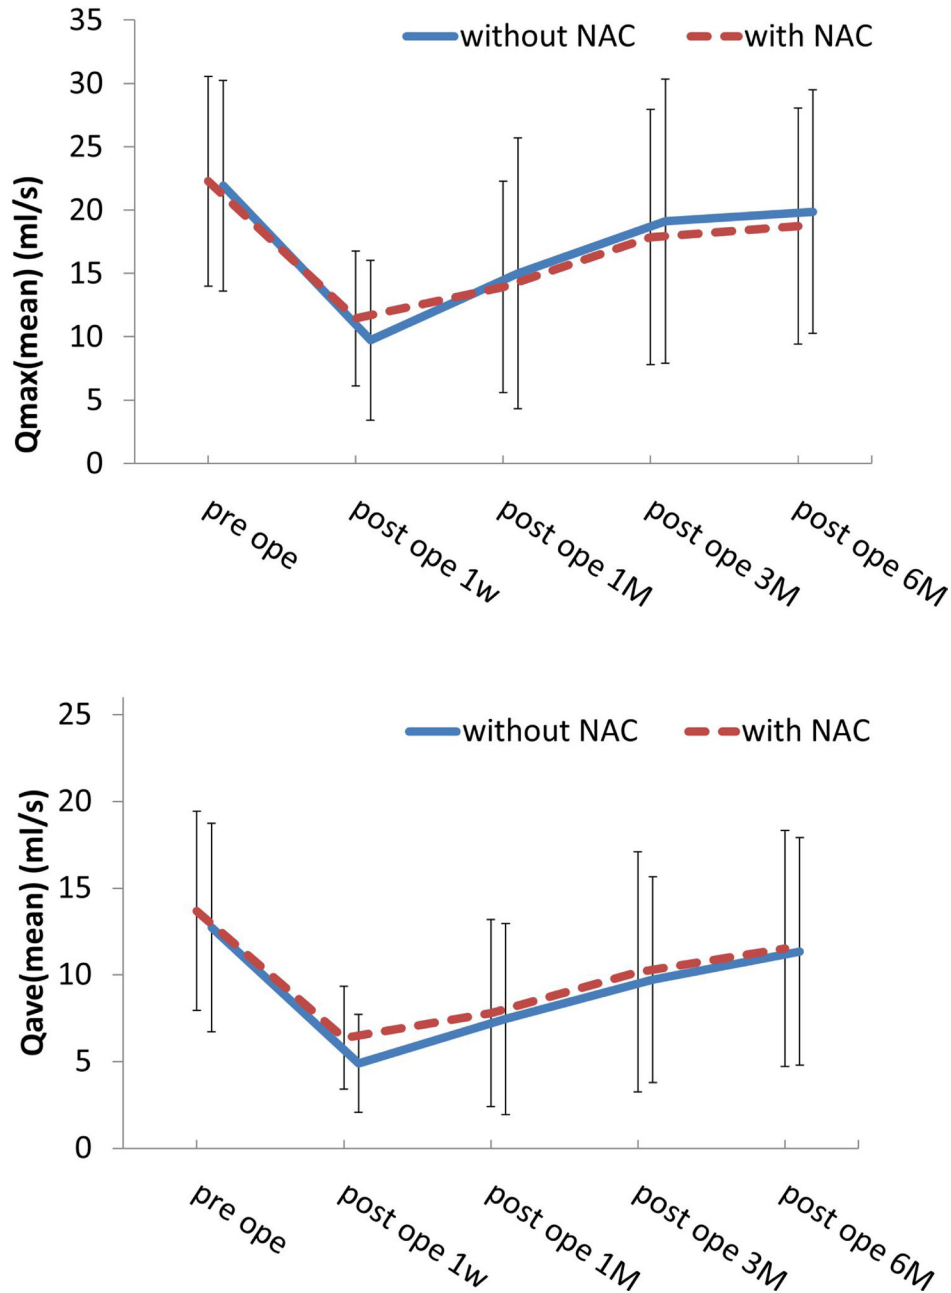 without NAC
with NAC
35
30
25
20
15
10
5
0
Qmax(mean) (ml/s)
pre ope
post ope 1w
post ope 1M
post ope 3M
post ope 6M
without NAC
with NAC
25
20
15
10
5
0
Qave(mean) (ml/s)
pre ope
post ope 1w
post ope 1M
post ope 3M
post ope 6M